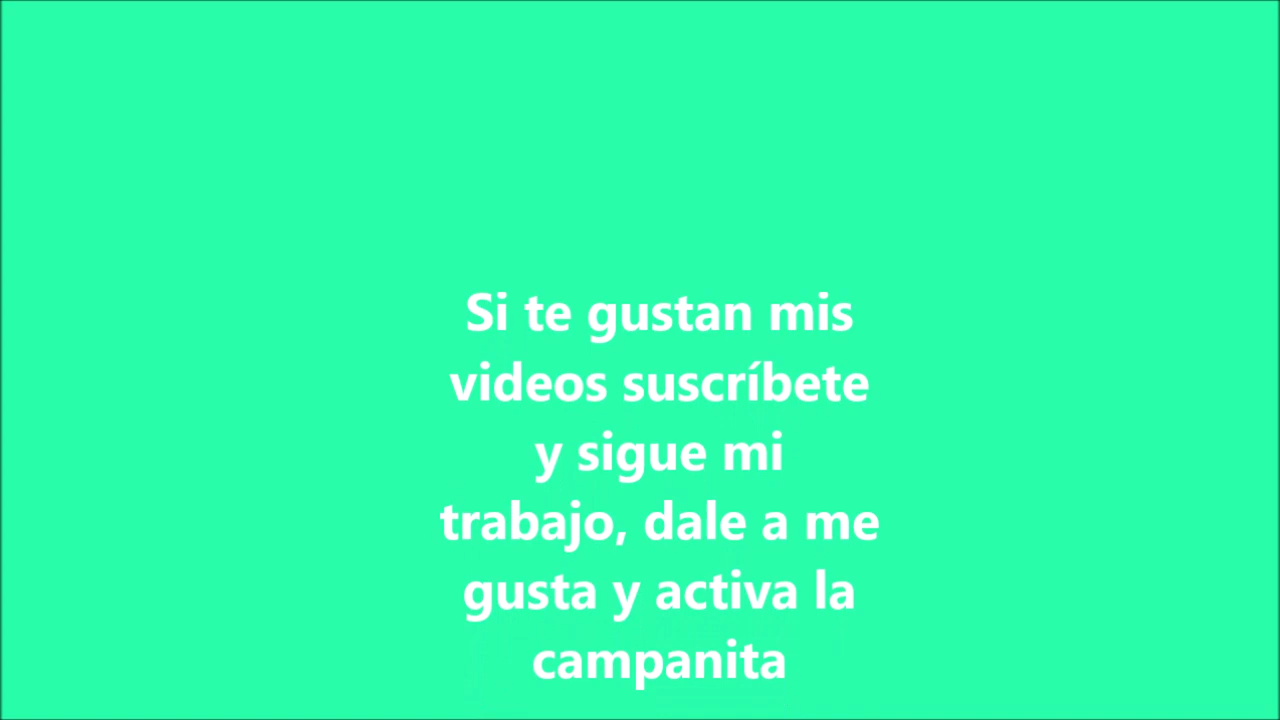 Si te gustan mis
videos suscríbete
y sigue mi
trabajo, dale a me
gusta y activa la
campanita